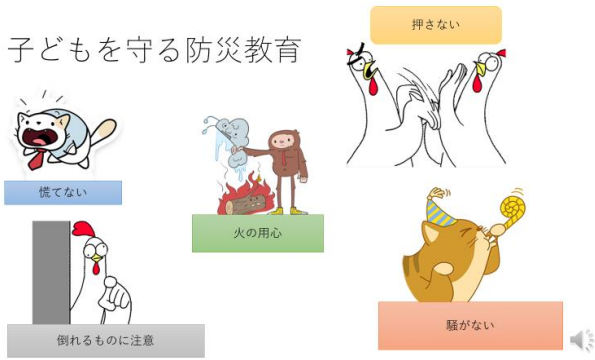 子どもを守る防災教育
押さない
慌てない
火の用心
倒れるものに注意
騒がない